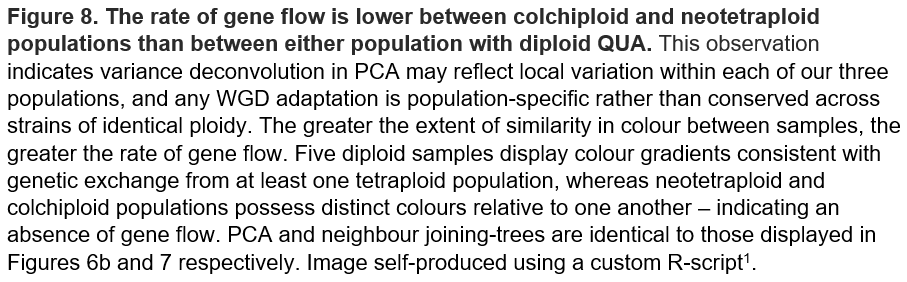 Figure 8. The rate of gene flow is lower between colchiploid and neotetraploid
populations than between either population with diploid QUA. This observation
indicates variance deconvolution in PCA may reflect local variation within each of our three
populations, and any WGD adaptation is population-specific rather than conserved across
strains of identical ploidy. The greater the extent of similarity in colour between samples, the
greater the rate of gene flow. Five diploid samples display colour gradients consistent with
genetic exchange from at least one tetraploid population, whereas neotetraploid and
colchiploid populations possess distinct colours relative to one another – indicating an
absence of gene flow. PCA and neighbour joining-trees are identical to those displayed in
Figures 6b and 7 respectively. Image self-produced using a custom R-script¹.